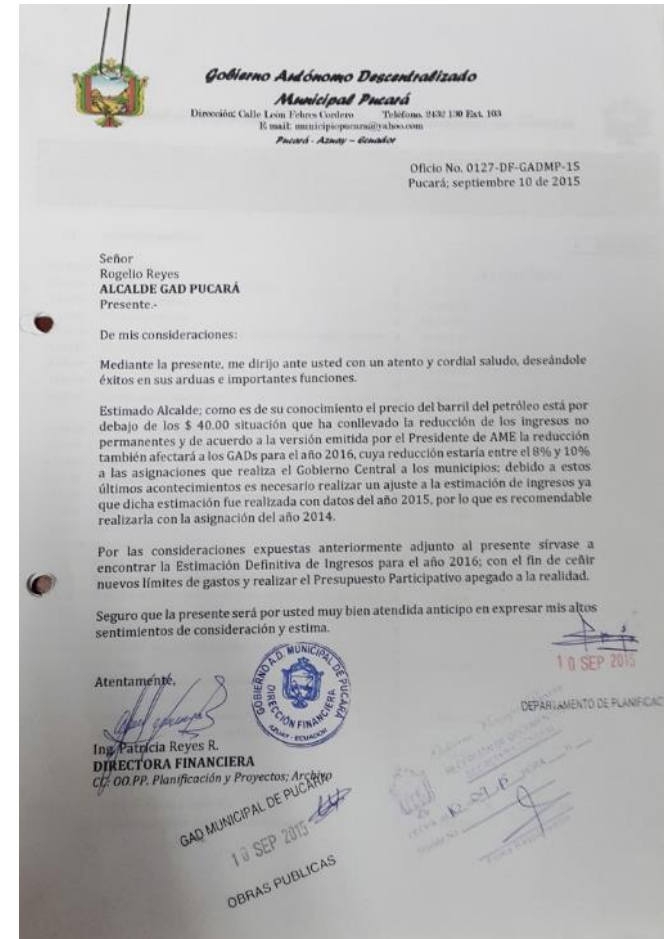 Gobierno Autónomo Descentralizado
Municipal Pucará
Dirección: Calle León Febres Cordero Teléfono. 2432 130 Ext. 103
E mail: municipiopucara@yahoo.com
Pucará - Azuay – Ecuador
Oficio No. 0127-DF-GADMP-15
Pucará; septiembre 10 de 2015
Señor
Rogelio Reyes
ALCALDE GAD PUCARÁ
Presente.-
De mis consideraciones:
Mediante la presente, me dirijo ante usted con un atento y cordial saludo, deseándole
éxitos en sus arduas e importantes funciones.
Estimado Alcalde; como es de su conocimiento el precio del barril del petróleo está por
debajo de los $ 40.00 situación que ha conllevado la reducción de los ingresos no
permanentes y de acuerdo a la versión emitida por el Presidente de AME la reducción
también afectará a los GADs para el año 2016, cuya reducción estaría entre el 8% y 10%
a las asignaciones que realiza el Gobierno Central a los municipios; debido a estos
últimos acontecimientos es necesario realizar un ajuste a la estimación de ingresos ya
que dicha estimación fue realizada con datos del año 2015, por lo que es recomendable
realizarla con la asignación del año 2014.
Por las consideraciones expuestas anteriormente adjunto al presente sírvase a
encontrar la Estimación Definitiva de Ingresos para el año 2016; con el fin de ceñir
nuevos límites de gastos y realizar el Presupuesto Participativo apegado a la realidad.
Seguro que la presente será por usted muy bien atendida anticipo en expresar mis altos
sentimientos de consideración y estima.
10 SEP 2015
DEPARTAMENTO DE PLANIFICAC
Atentamente,
GOBIERNO A.D. MUNICIPAL DE PUCARÁ
DIRECCIÓN FINANCIERA
AZUAY - ECUADOR
Ing. Patricia Reyes R.
DIRECTORA FINANCIERA
CC: OO.PP. Planificación y Proyectos; Archivo
GAD MUNICIPAL DE PUCARÁ
10 SEP 2015
OBRAS PUBLICAS